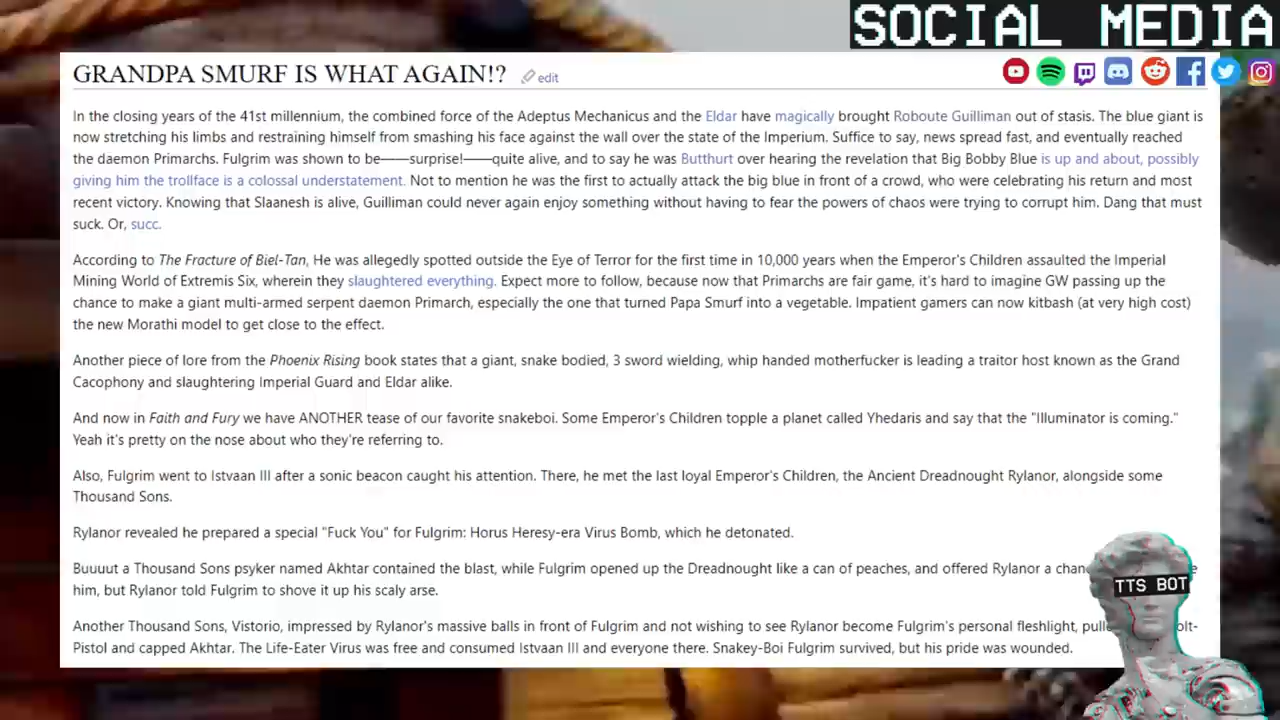 SOCIAL MEDIA
GRANDPA SMURF IS WHAT AGAIN!? edit
In the closing years of the 41st millennium, the combined force of the Adeptus Mechanicus and the Eldar have magically brought Roboute Guilliman out of stasis. The blue giant is
now stretching his limbs and restraining himself from smashing his face against the wall over the state of the Imperium. Suffice to say, news spread fast, and eventually reached
the daemon Primarchs. Fulgrim was shown to be——surprise!——quite alive, and to say he was Butthurt over hearing the revelation that Big Bobby Blue is up and about, possibly
giving him the trollface is a colossal understatement. Not to mention he was the first to actually attack the big blue in front of a crowd, who were celebrating his return and most
recent victory. Knowing that Slaanesh is alive, Guilliman could never again enjoy something without having to fear the powers of chaos were trying to corrupt him. Dang that must
suck. Or, succ.
According to The Fracture of Biel-Tan, He was allegedly spotted outside the Eye of Terror for the first time in 10,000 years when the Emperor's Children assaulted the Imperial
Mining World of Extremis Six, wherein they slaughtered everything. Expect more to follow, because now that Primarchs are fair game, it's hard to imagine GW passing up the
chance to make a giant multi-armed serpent daemon Primarch, especially the one that turned Papa Smurf into a vegetable. Impatient gamers can now kitbash (at very high cost)
the new Morathi model to get close to the effect.
Another piece of lore from the Phoenix Rising book states that a giant, snake bodied, 3 sword wielding, whip handed motherfucker is leading a traitor host known as the Grand
Cacophony and slaughtering Imperial Guard and Eldar alike.
And now in Faith and Fury we have ANOTHER tease of our favorite snakeboi. Some Emperor's Children topple a planet called Yhedaris and say that the "Illuminator is coming."
Yeah it's pretty on the nose about who they're referring to.
Also, Fulgrim went to Istvaan III after a sonic beacon caught his attention. There, he met the last loyal Emperor's Children, the Ancient Dreadnought Rylanor, alongside some
Thousand Sons.
Rylanor revealed he prepared a special "Fuck You" for Fulgrim: Horus Heresy-era Virus Bomb, which he detonated.
Buuuut a Thousand Sons psyker named Akhtar contained the blast, while Fulgrim opened up the Dreadnought like a can of peaches, and offered Rylanor a
him, but Rylanor told Fulgrim to shove it up his scaly arse.
Another Thousand Sons, Vistorio, impressed by Rylanor's massive balls in front of Fulgrim and not wishing to see Rylanor become Fulgrim's personal fleshlight,
Pistol and capped Akhtar. The Life-Eater Virus was free and consumed Istvaan III and everyone there. Snakey-Boi Fulgrim survived, but his pride was wounded.
TTS BOT